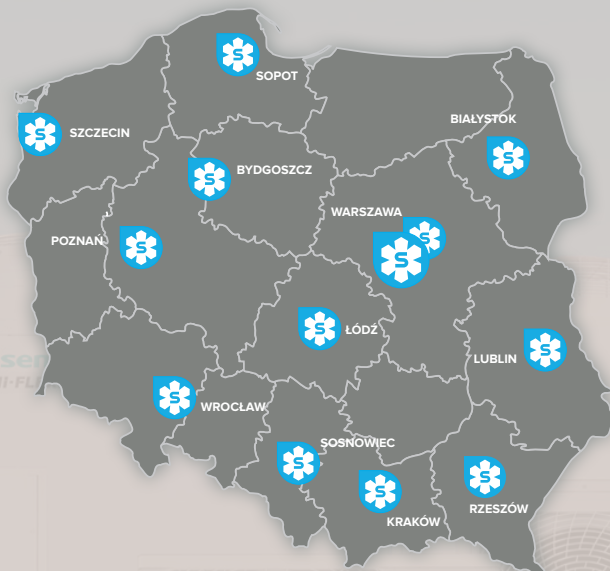 SOPOT
BIAŁYSTOK
SZCZECIN
BYDGOSZCZ
WARSZAWA
POZNAŃ
ŁÓDŹ
LUBLIN
WROCŁAW
SOSNOWIEC
RZESZÓW
KRAKÓW
S
S
S
S
S
S
S
S
S
S
S
S
S